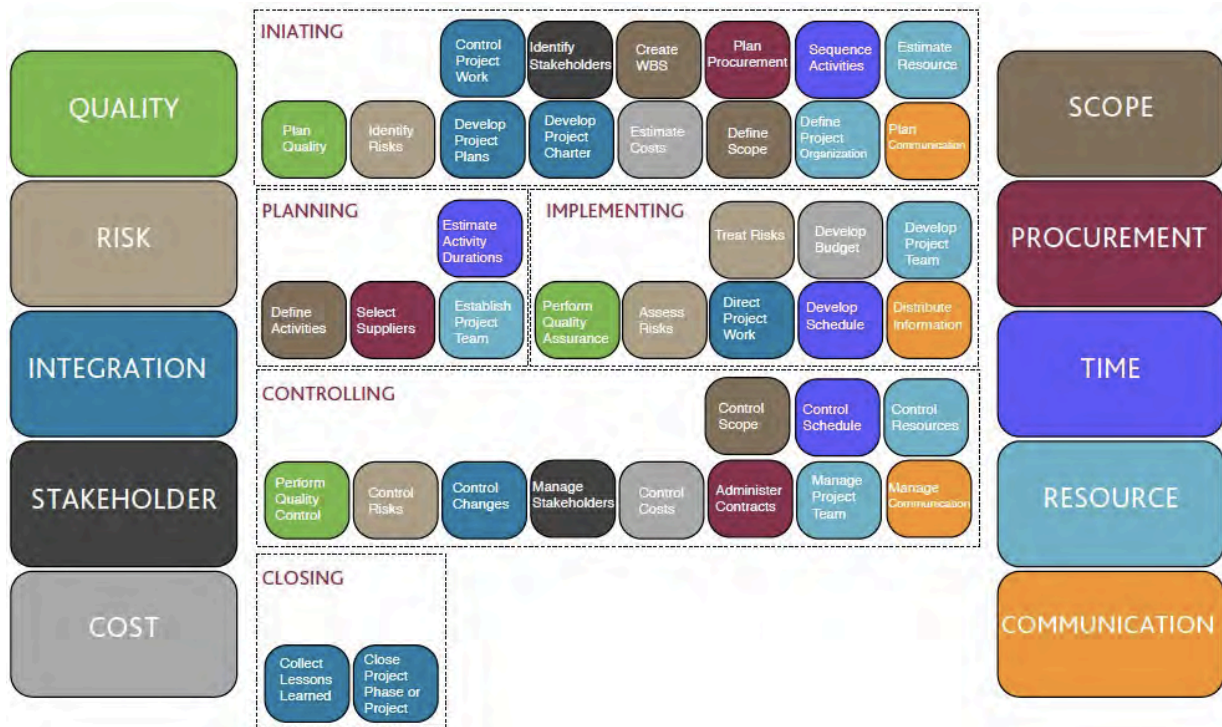 QUALITY
RISK
INTEGRATION
STAKEHOLDER
COST
INIATING
Control
Project
Work
Identify
Stakeholders
Create
WBS
Plan
Procurement
Sequence
Activities
Estimate
Resource
Plan
Quality
Identify
Risks
Develop
Project
Plans
Develop
Project
Charter
Estimate
Costs
Define
Scope
Define
Project
Organization
Plan
Communication
PLANNING
Estimate
Activity
Durations
Define
Activities
Select
Suppliers
Establish
Project
Team
IMPLEMENTING
Treat Risks
Develop
Budget
Develop
Project
Team
Perform
Quality
Assurance
Assess
Risks
Direct
Project
Work
Develop
Schedule
Distribute
Information
CONTROLLING
Control
Scope
Control
Schedule
Control
Resources
Perform
Quality
Control
Control
Risks
Control
Changes
Manage
Stakeholders
Control
Costs
Administer
Contracts
Manage
Project
Team
Manage
Communication
CLOSING
Collect
Lessons
Learned
Close
Project
Phase or
Project
SCOPE
PROCUREMENT
TIME
RESOURCE
COMMUNICATION